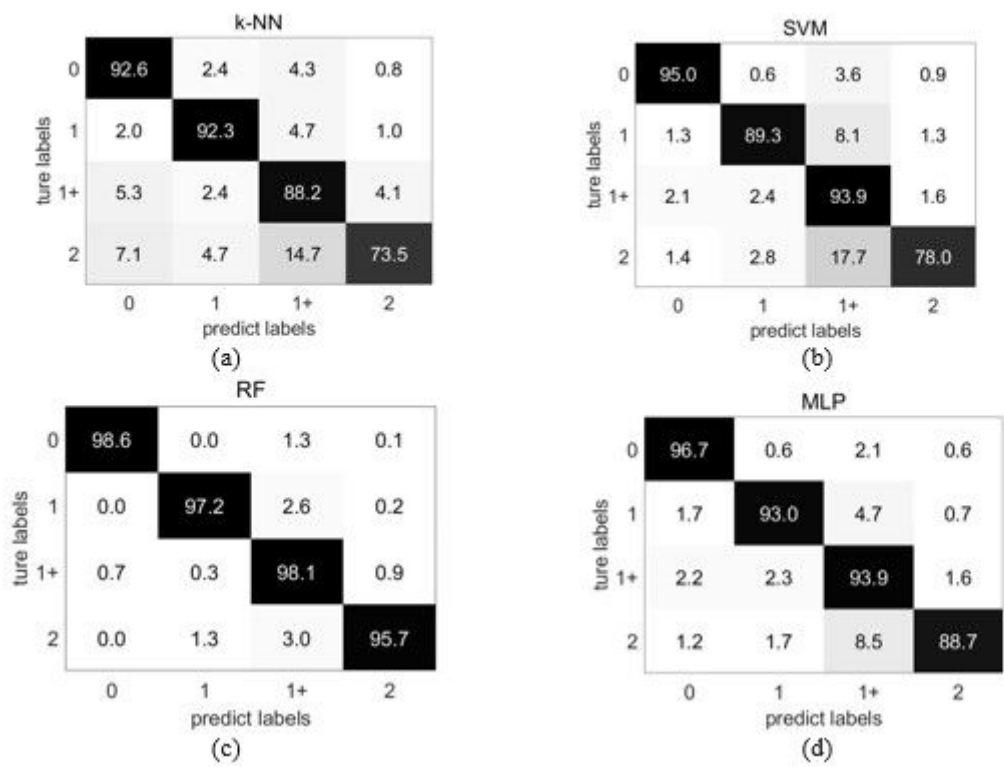 k-NN
0 92.6 2.4 4.3 0.8
1 2.0 92.3 4.7 1.0
1+ 5.3 2.4 88.2 4.1
2 7.1 4.7 14.7 73.5
0 1 1+ 2
ture labels
predict labels
(a)
SVM
0 95.0 0.6 3.6 0.9
1 1.3 89.3 8.1 1.3
1+ 2.1 2.4 93.9 1.6
2 1.4 2.8 17.7 78.0
0 1 1+ 2
ture labels
predict labels
(b)
RF
0 98.6 0.0 1.3 0.1
1 0.0 97.2 2.6 0.2
1+ 0.7 0.3 98.1 0.9
2 0.0 1.3 3.0 95.7
0 1 1+ 2
ture labels
predict labels
(c)
MLP
0 96.7 0.6 2.1 0.6
1 1.7 93.0 4.7 0.7
1+ 2.2 2.3 93.9 1.6
2 1.2 1.7 8.5 88.7
0 1 1+ 2
ture labels
predict labels
(d)